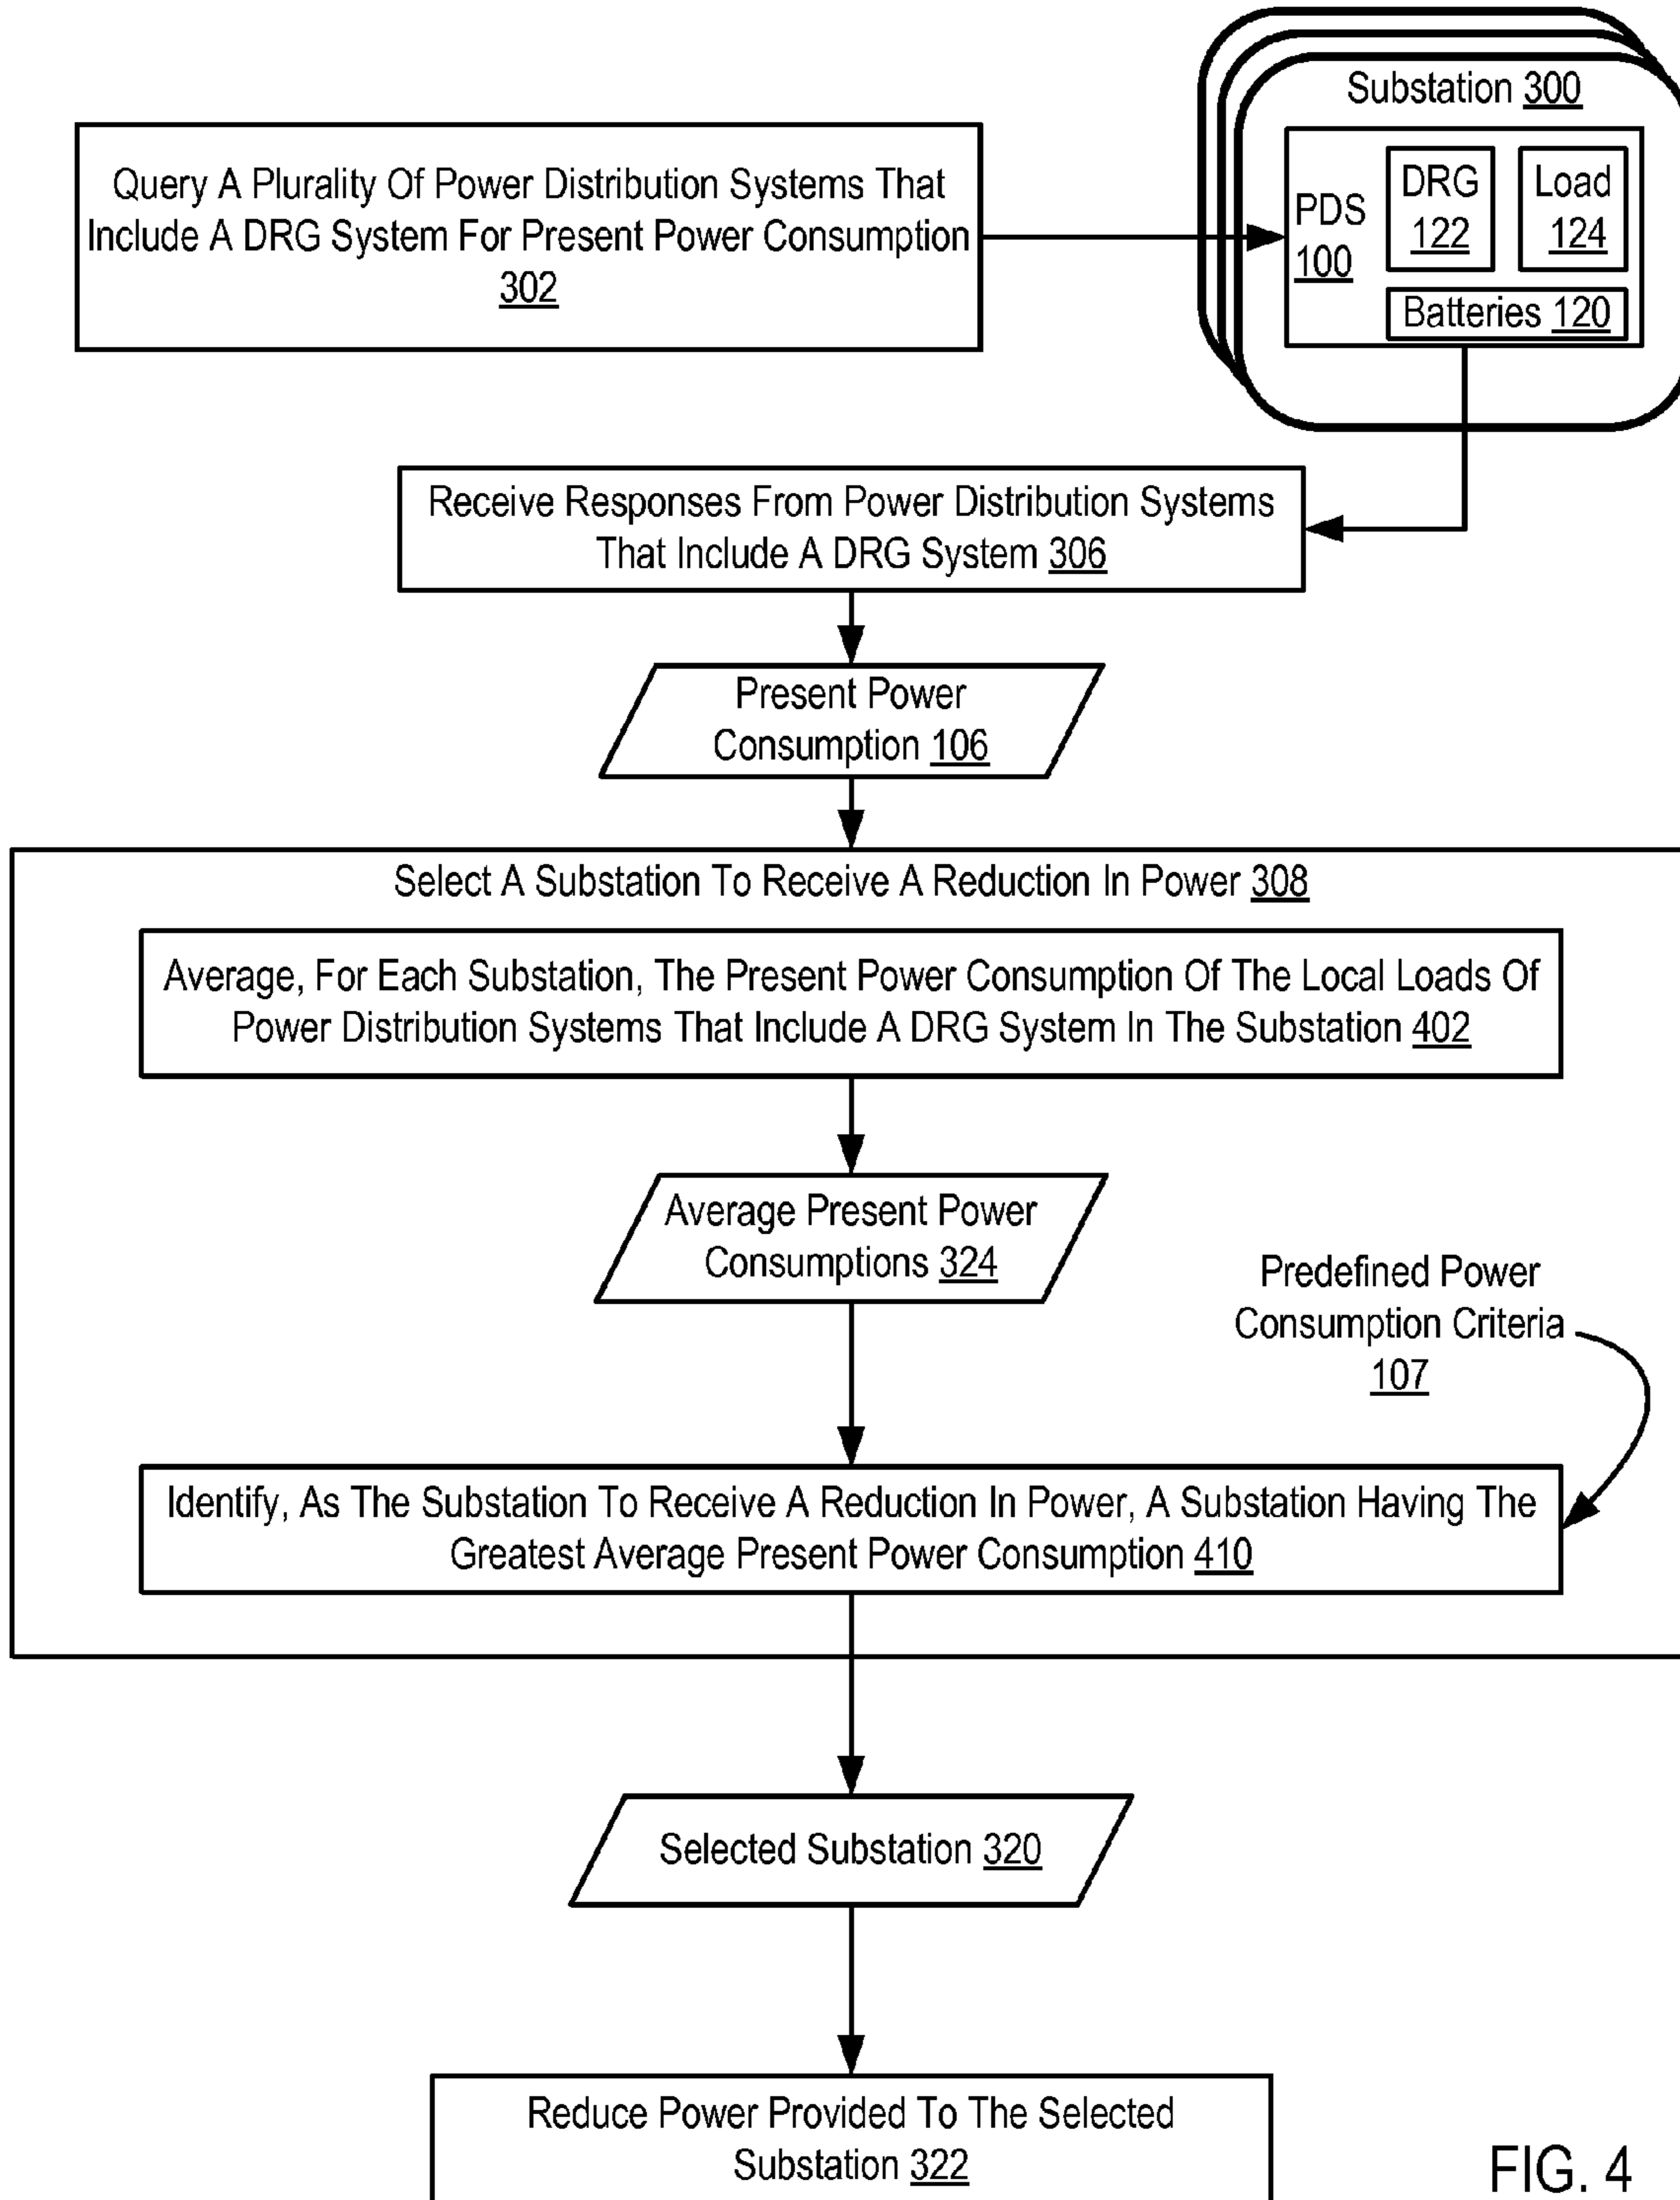 Substation 300
Query A Plurality Of Power Distribution Systems That
Include A DRG System For Present Power Consumption
302
PDS
100
DRG
122
Load
124
Batteries 120
Receive Responses From Power Distribution Systems
That Include A DRG System 306
Present Power
Consumption 106
Select A Substation To Receive A Reduction In Power 308
Average, For Each Substation, The Present Power Consumption Of The Local Loads Of
Power Distribution Systems That Include A DRG System In The Substation 402
Average Present Power
Consumptions 324
Predefined Power
Consumption Criteria
107
Identify, As The Substation To Receive A Reduction In Power, A Substation Having The
Greatest Average Present Power Consumption 410
Selected Substation 320
Reduce Power Provided To The Selected
Substation 322
FIG. 4